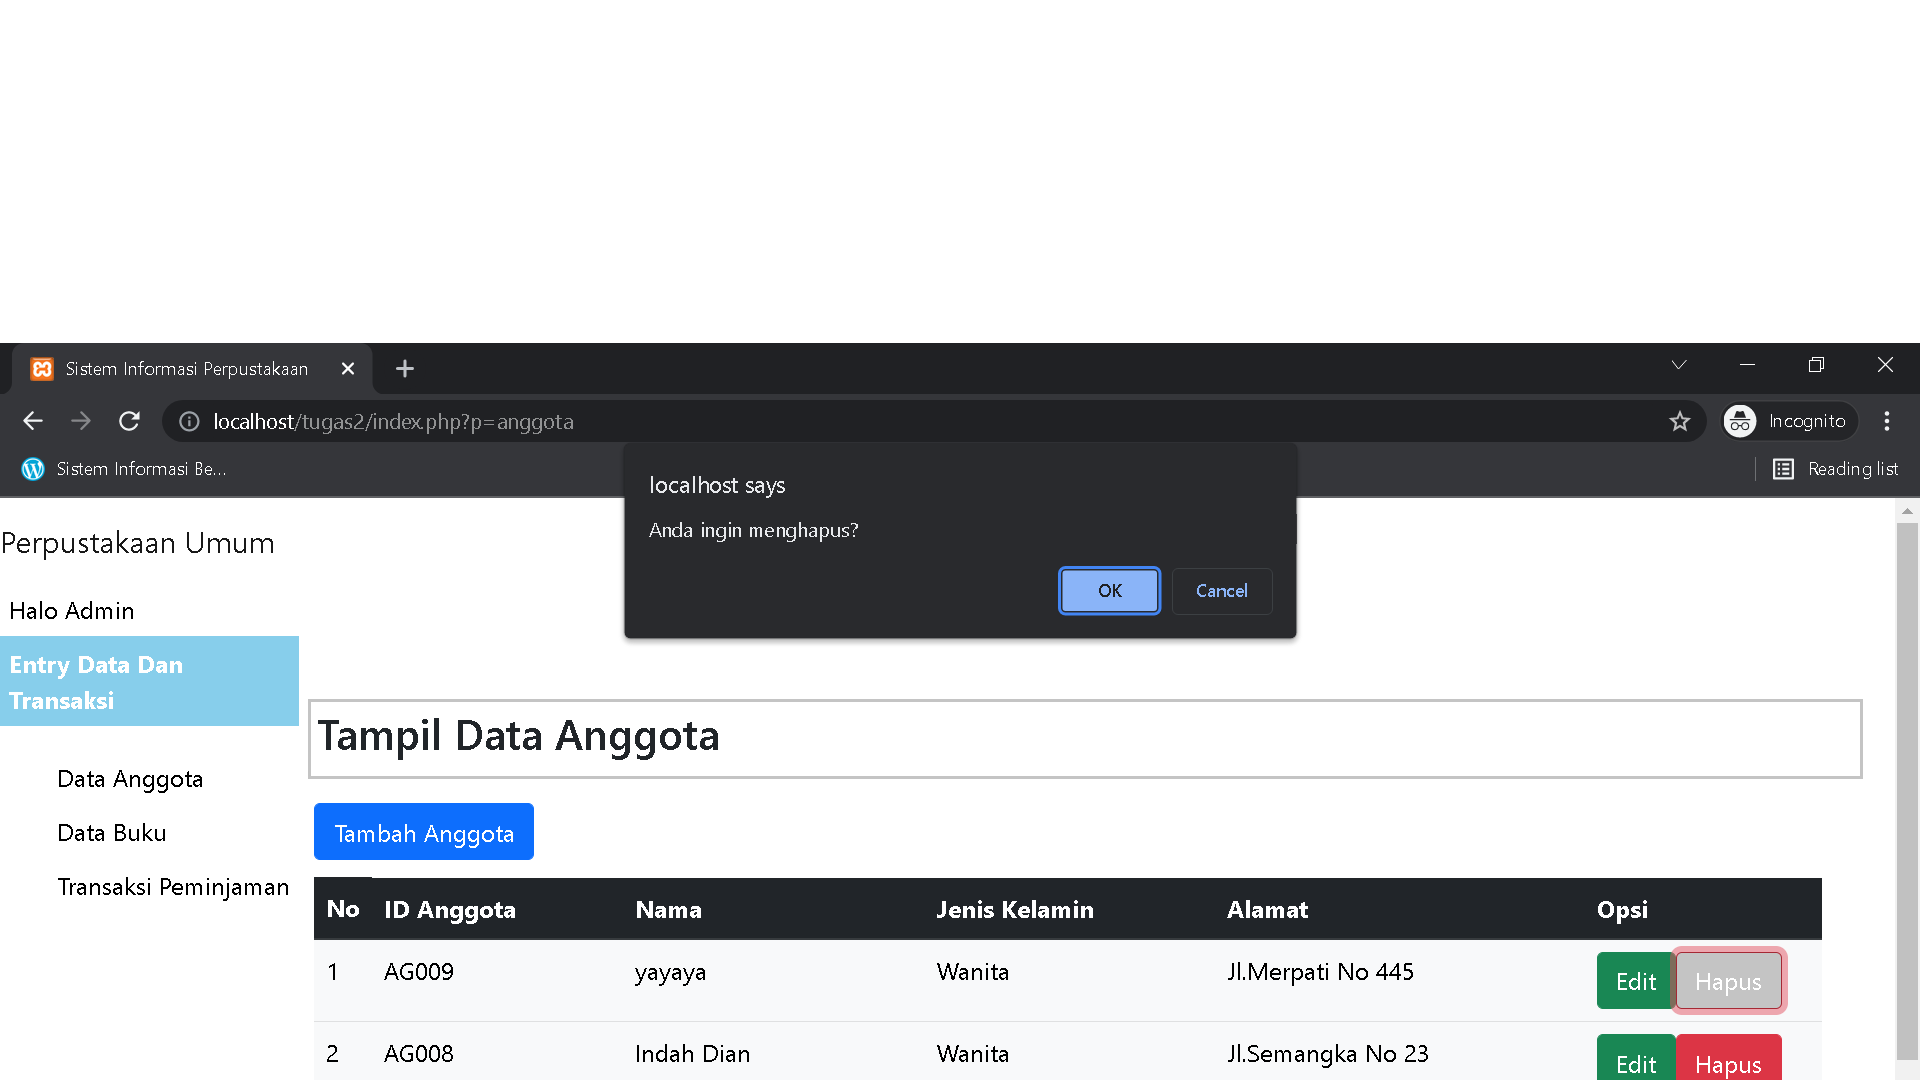 Sistem Informasi Perpustakaan
localhost/tugas2/index.php?p=anggota
Incognito
Sistem Informasi Be...
Reading list
localhost says
Anda ingin menghapus?
OK
Cancel
Perpustakaan Umum
Halo Admin
Entry Data Dan
Transaksi
Data Anggota
Data Buku
Transaksi Peminjaman
Tampil Data Anggota
Tambah Anggota
No ID Anggota Nama Jenis Kelamin Alamat Opsi
1 AG009 yayaya Wanita Jl.Merpati No 445 Edit Hapus
2 AG008 Indah Dian Wanita Jl.Semangka No 23 Edit Hapus